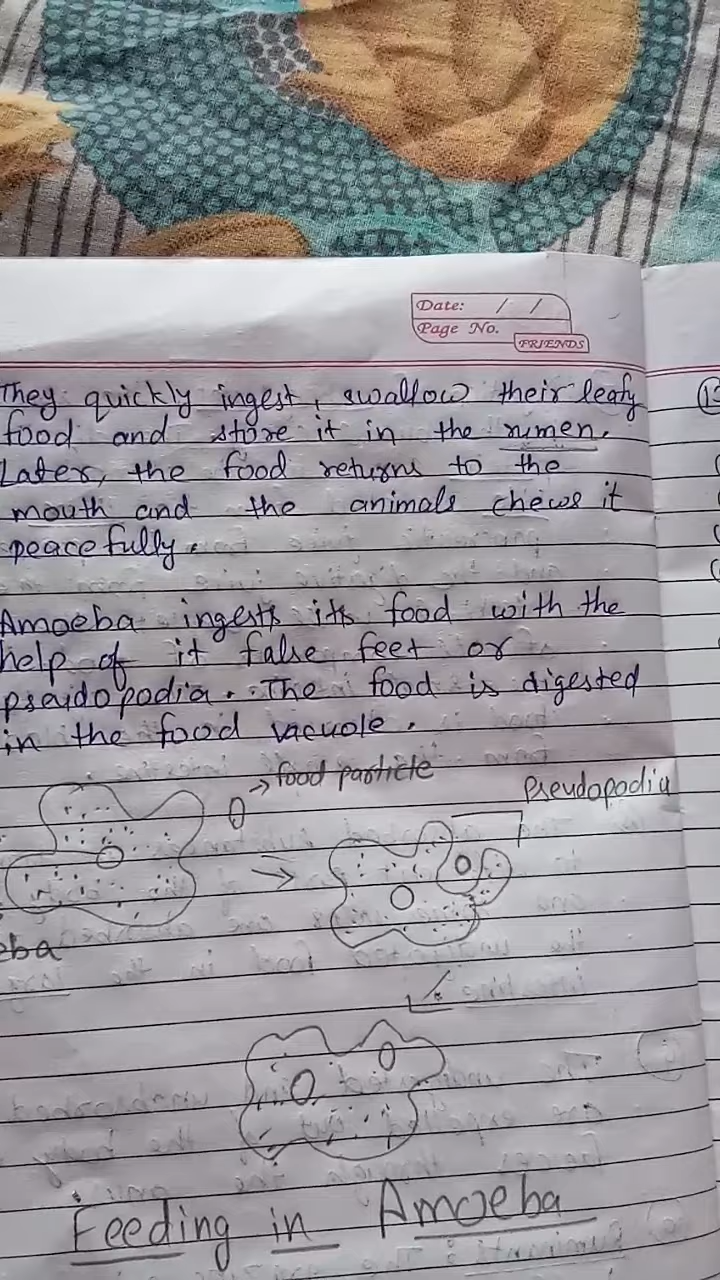 Date: / /
Page No.
FRIENDS
They quickly ingest, swallow their leafy
food and store it in the rumen.
Later, the food returns to the
mouth and the animals chews it
peacefully.
Amoeba ingests its food with the
help of it false feet or
pseudopodia. The food is digested
in the food vacuole.
food particle
Pseudopodia
eba
Feeding in Amoeba